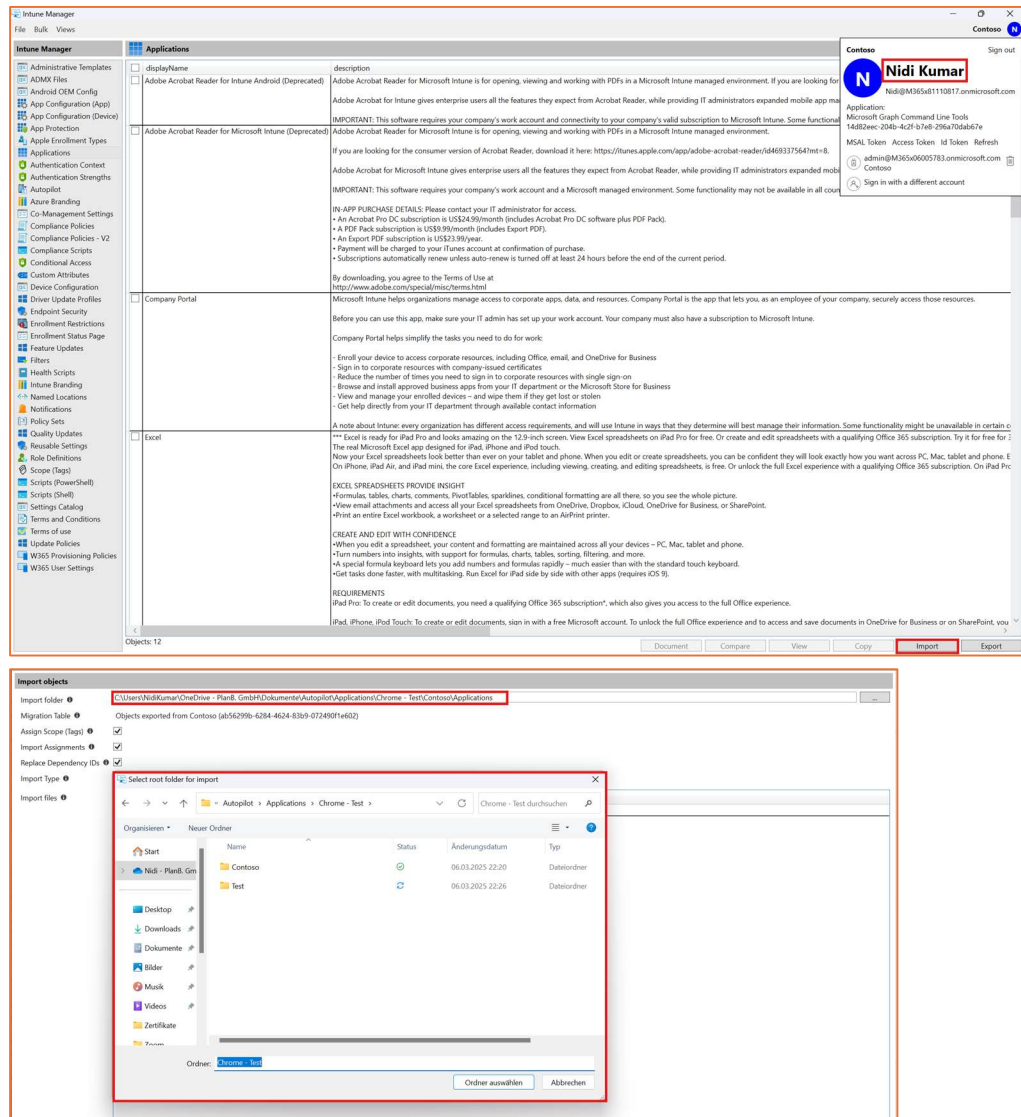 Intune Manager
File Bulk Views
Contoso N
Intune Manager
Applications
Administrative Templates
ADMX Files
Android OEM Config
App Configuration (App)
App Configuration (Device)
App Protection
Apple Enrollment Types
Applications
Authentication Context
Authentication Strengths
Autopilot
Azure Branding
Co-Management Settings
Compliance Policies
Compliance Policies - V2
Compliance Scripts
Conditional Access
Custom Attributes
Device Configuration
Driver Update Profiles
Endpoint Security
Enrollment Restrictions
Enrollment Status Page
Feature Updates
Filters
Health Scripts
Intune Branding
Named Locations
Notifications
Policy Sets
Quality Updates
Reusable Settings
Role Definitions
Scope (Tags)
Scripts (PowerShell)
Scripts (Shell)
Settings Catalog
Terms and Conditions
Terms of use
Update Policies
W365 Provisioning Policies
W365 User Settings
displayName description
Adobe Acrobat Reader for Intune Android (Deprecated)
Adobe Acrobat Reader for Microsoft Intune is for opening, viewing and working with PDFs in a Microsoft Intune managed environment. If you are looking for
Adobe Acrobat for Intune gives enterprise users all the features they expect from Acrobat Reader, while providing IT administrators expanded mobile app ma
IMPORTANT: This software requires your company's work account and connectivity to your company's valid subscription to Microsoft Intune. Some functional
Adobe Acrobat Reader for Microsoft Intune (Deprecated)
Adobe Acrobat Reader for Microsoft Intune is for opening, viewing and working with PDFs in a Microsoft Intune managed environment.
If you are looking for the consumer version of Acrobat Reader, download it here: https://itunes.apple.com/app/adobe-acrobat-reader/id469337564?mt=8.
Adobe Acrobat for Microsoft Intune gives enterprise users all the features they expect from Acrobat Reader, while providing IT administrators expanded mobi
IMPORTANT: This software requires your company's work account and a Microsoft managed environment. Some functionality may not be available in all coun
IN-APP PURCHASE DETAILS: Please contact your IT administrator for access.
• An Acrobat Pro DC subscription is US$24.99/month (includes Acrobat Pro DC software plus PDF Pack).
• A PDF Pack subscription is US$9.99/month (includes Export PDF).
• An Export PDF subscription is US$23.99/year.
• Payment will be charged to your iTunes account at confirmation of purchase.
• Subscriptions automatically renew unless auto-renew is turned off at least 24 hours before the end of the current period.
By downloading, you agree to the Terms of Use at
http://www.adobe.com/special/misc/terms.html
Company Portal
Microsoft Intune helps organizations manage access to corporate apps, data, and resources. Company Portal is the app that lets you, as an employee of your company, securely access those resources.
Before you can use this app, make sure your IT admin has set up your work account. Your company must also have a subscription to Microsoft Intune.
Company Portal helps simplify the tasks you need to do for work:
- Enroll your device to access corporate resources, including Office, email, and OneDrive for Business
- Sign in to corporate resources with company-issued certificates
- Reduce the number of times you need to sign in to corporate resources with single sign-on
- Browse and install approved business apps from your IT department or the Microsoft Store for Business
- View and manage your enrolled devices – and wipe them if they get lost or stolen
- Get help directly from your IT department through available contact information
A note about Intune: every organization has different access requirements, and will use Intune in ways that they determine will best manage their information. Some functionality might be unavailable in certain c
Excel
*** Excel is ready for iPad Pro and looks amazing on the 12.9-inch screen. View Excel spreadsheets on iPad Pro for free. Or create and edit spreadsheets with a qualifying Office 365 subscription. Try it for free for 3
The real Microsoft Excel app designed for iPad, iPhone and iPod touch.
Now your Excel spreadsheets look better than ever on your tablet and phone. When you edit or create spreadsheets, you can be confident they will look exactly how you want across PC, Mac, tablet and phone. E
On iPhone, iPad Air, and iPad mini, the core Excel experience, including viewing, creating, and editing spreadsheets, is free. Or unlock the full Excel experience with a qualifying Office 365 subscription. On iPad Pro
EXCEL SPREADSHEETS PROVIDE INSIGHT
•Formulas, tables, charts, comments, PivotTables, sparklines, conditional formatting are all there, so you see the whole picture.
•View email attachments and access all your Excel spreadsheets from OneDrive, Dropbox, iCloud, OneDrive for Business, or SharePoint.
•Print an entire Excel workbook, a worksheet or a selected range to an AirPrint printer.
CREATE AND EDIT WITH CONFIDENCE
•When you edit a spreadsheet, your content and formatting are maintained across all your devices – PC, Mac, tablet and phone.
•Turn numbers into insights, with support for formulas, charts, tables, sorting, filtering, and more.
•A special formula keyboard lets you add numbers and formulas rapidly – much easier than with the standard touch keyboard.
•Get tasks done faster, with multitasking. Run Excel for iPad side by side with other apps (requires iOS 9).
REQUIREMENTS
iPad Pro: To create or edit documents, you need a qualifying Office 365 subscription*, which also gives you access to the full Office experience.
iPad, iPhone, iPod Touch: To create or edit documents, sign in with a free Microsoft account. To unlock the full Office experience and to access and save documents in OneDrive for Business or on SharePoint, you
Contoso Sign out
N
Nidi Kumar
Nidi@M365x81110817.onmicrosoft.com
Application:
Microsoft Graph Command Line Tools
14d82eec-204b-4c2f-b7e8-296a70dab67e
MSAL Token Access Token Id Token Refresh
admin@M365x06005783.onmicrosoft.com
Contoso
Sign in with a different account
Objects: 12
Document Compare View Copy Import Export
Import objects
Import folder C:\Users\NidiKumar\OneDrive - PlanB. GmbH\Dokumente\Autopilot\Applications\Chrome - Test\Contoso\Applications ...
Migration Table Objects exported from Contoso (ab56299b-6284-4624-83b9-072490f1e602)
Assign Scope (Tags)
Import Assignments
Replace Dependency IDs
Import Type
Import files
Select root folder for import
Autopilot > Applications > Chrome - Test >
Chrome - Test durchsuchen
Organisieren Neuer Ordner
Name Status Änderungsdatum Typ
Contoso 06.03.2025 22:20 Dateiordner
Test 06.03.2025 22:26 Dateiordner
Start
Nidi - PlanB. Gm
Desktop
Downloads
Dokumente
Bilder
Musik
Videos
Zertifikate
Zoom
Ordner: Chrome - Test
Ordner auswählen Abbrechen